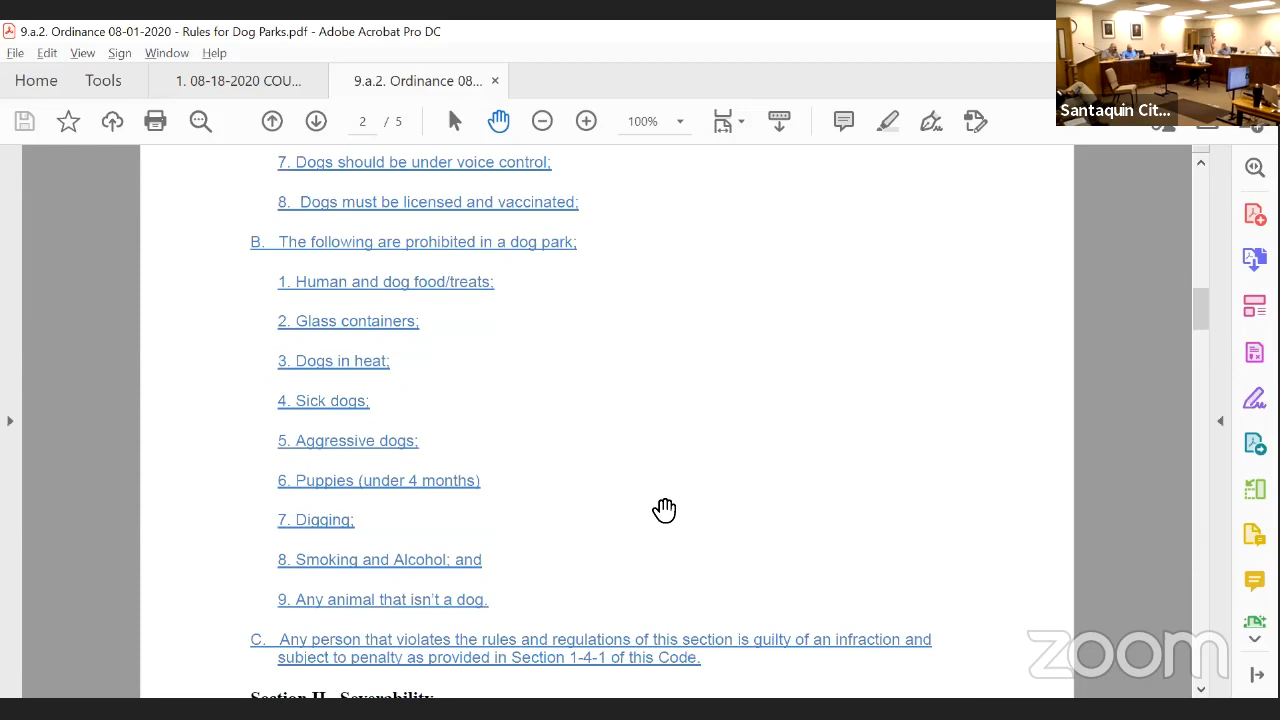 9.a.2. Ordinance 08-01-2020 - Rules for Dog Parks.pdf - Adobe Acrobat Pro DC
File Edit View Sign Window Help
Home Tools 1. 08-18-2020 COU... 9.a.2. Ordinance 08... ×
Santaquin Cit...
2 / 5 100%
7. Dogs should be under voice control;
8. Dogs must be licensed and vaccinated;
B. The following are prohibited in a dog park;
1. Human and dog food/treats;
2. Glass containers;
3. Dogs in heat;
4. Sick dogs;
5. Aggressive dogs;
6. Puppies (under 4 months)
7. Digging;
8. Smoking and Alcohol; and
9. Any animal that isn't a dog.
C. Any person that violates the rules and regulations of this section is guilty of an infraction and
subject to penalty as provided in Section 1-4-1 of this Code.
Section II. Severability
zoom